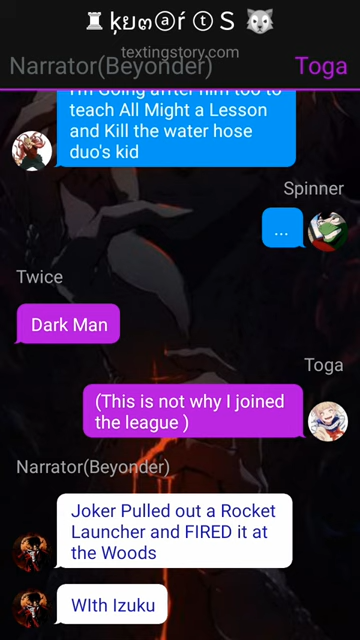 textingstory.com
Narrator(Beyonder) Toga
teach All Might a Lesson
and Kill the water hose
duo's kid
Spinner
...
Twice
Dark Man
Toga
(This is not why I joined
the league )
Narrator(Beyonder)
Joker Pulled out a Rocket
Launcher and FIRED it at
the Woods
WIth Izuku